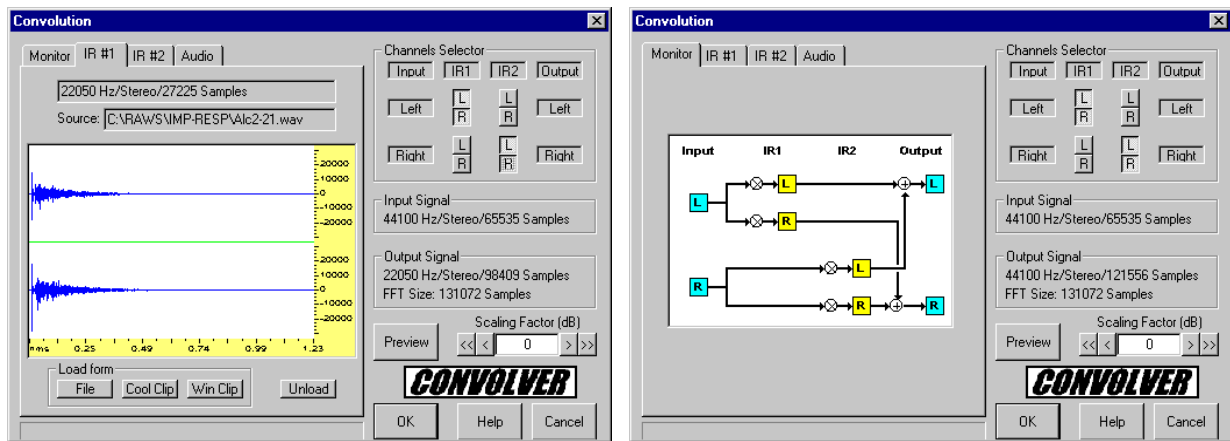 Convolution
Monitor IR #1 IR #2 Audio
22050 Hz/Stereo/27225 Samples
Source: C:\RAWS\IMP-RESP\Alc2-21.wav
20000
10000
0
-10000
-20000
20000
10000
0
-10000
-20000
hms 0.25 0.49 0.74 0.99 1.23
Load form
File Cool Clip Win Clip Unload
Channels Selector
Input IR1 IR2 Output
Left L R L R Left
Right L R L R Right
Input Signal
44100 Hz/Stereo/65535 Samples
Output Signal
22050 Hz/Stereo/98409 Samples
FFT Size: 131072 Samples
Preview
Scaling Factor (dB)
<< < 0 > >>
CONVOLVER
OK Help Cancel
Convolution
Monitor IR #1 IR #2 Audio
Input IR1 IR2 Output
L L L
R
L
R R R
Channels Selector
Input IR1 IR2 Output
Left L R L R Left
Right L R L R Right
Input Signal
44100 Hz/Stereo/65535 Samples
Output Signal
44100 Hz/Stereo/121556 Samples
FFT Size: 131072 Samples
Preview
Scaling Factor (dB)
<< < 0 > >>
CONVOLVER
OK Help Cancel